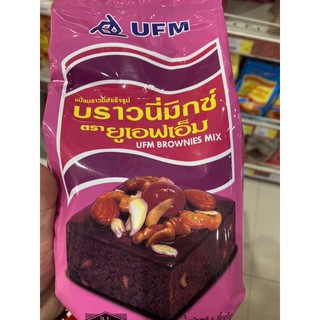 UFM
แป้งบราวนี่สำเร็จรูป
บราวนี่มิกซ์
ตรา ยูเอฟเอ็ม
UFM BROWNIES MIX